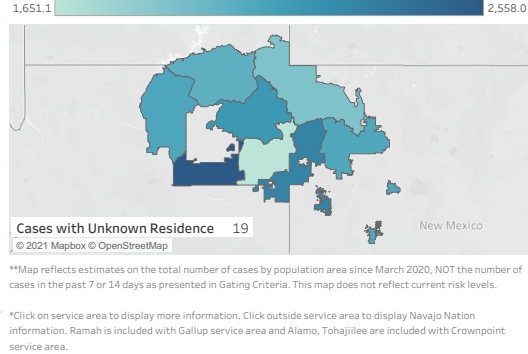 1,651.1 2,558.0
New Mexico
Cases with Unknown Residence 19
© 2021 Mapbox © OpenStreetMap
**Map reflects estimates on the total number of cases by population area since March 2020, NOT the number of
cases in the past 7 or 14 days as presented in Gating Criteria. This map does not reflect current risk levels.
*Click on service area to display more information. Click outside service area to display Navajo Nation
information. Ramah is included with Gallup service area and Alamo, Tohajiilee are included with Crownpoint
service area.